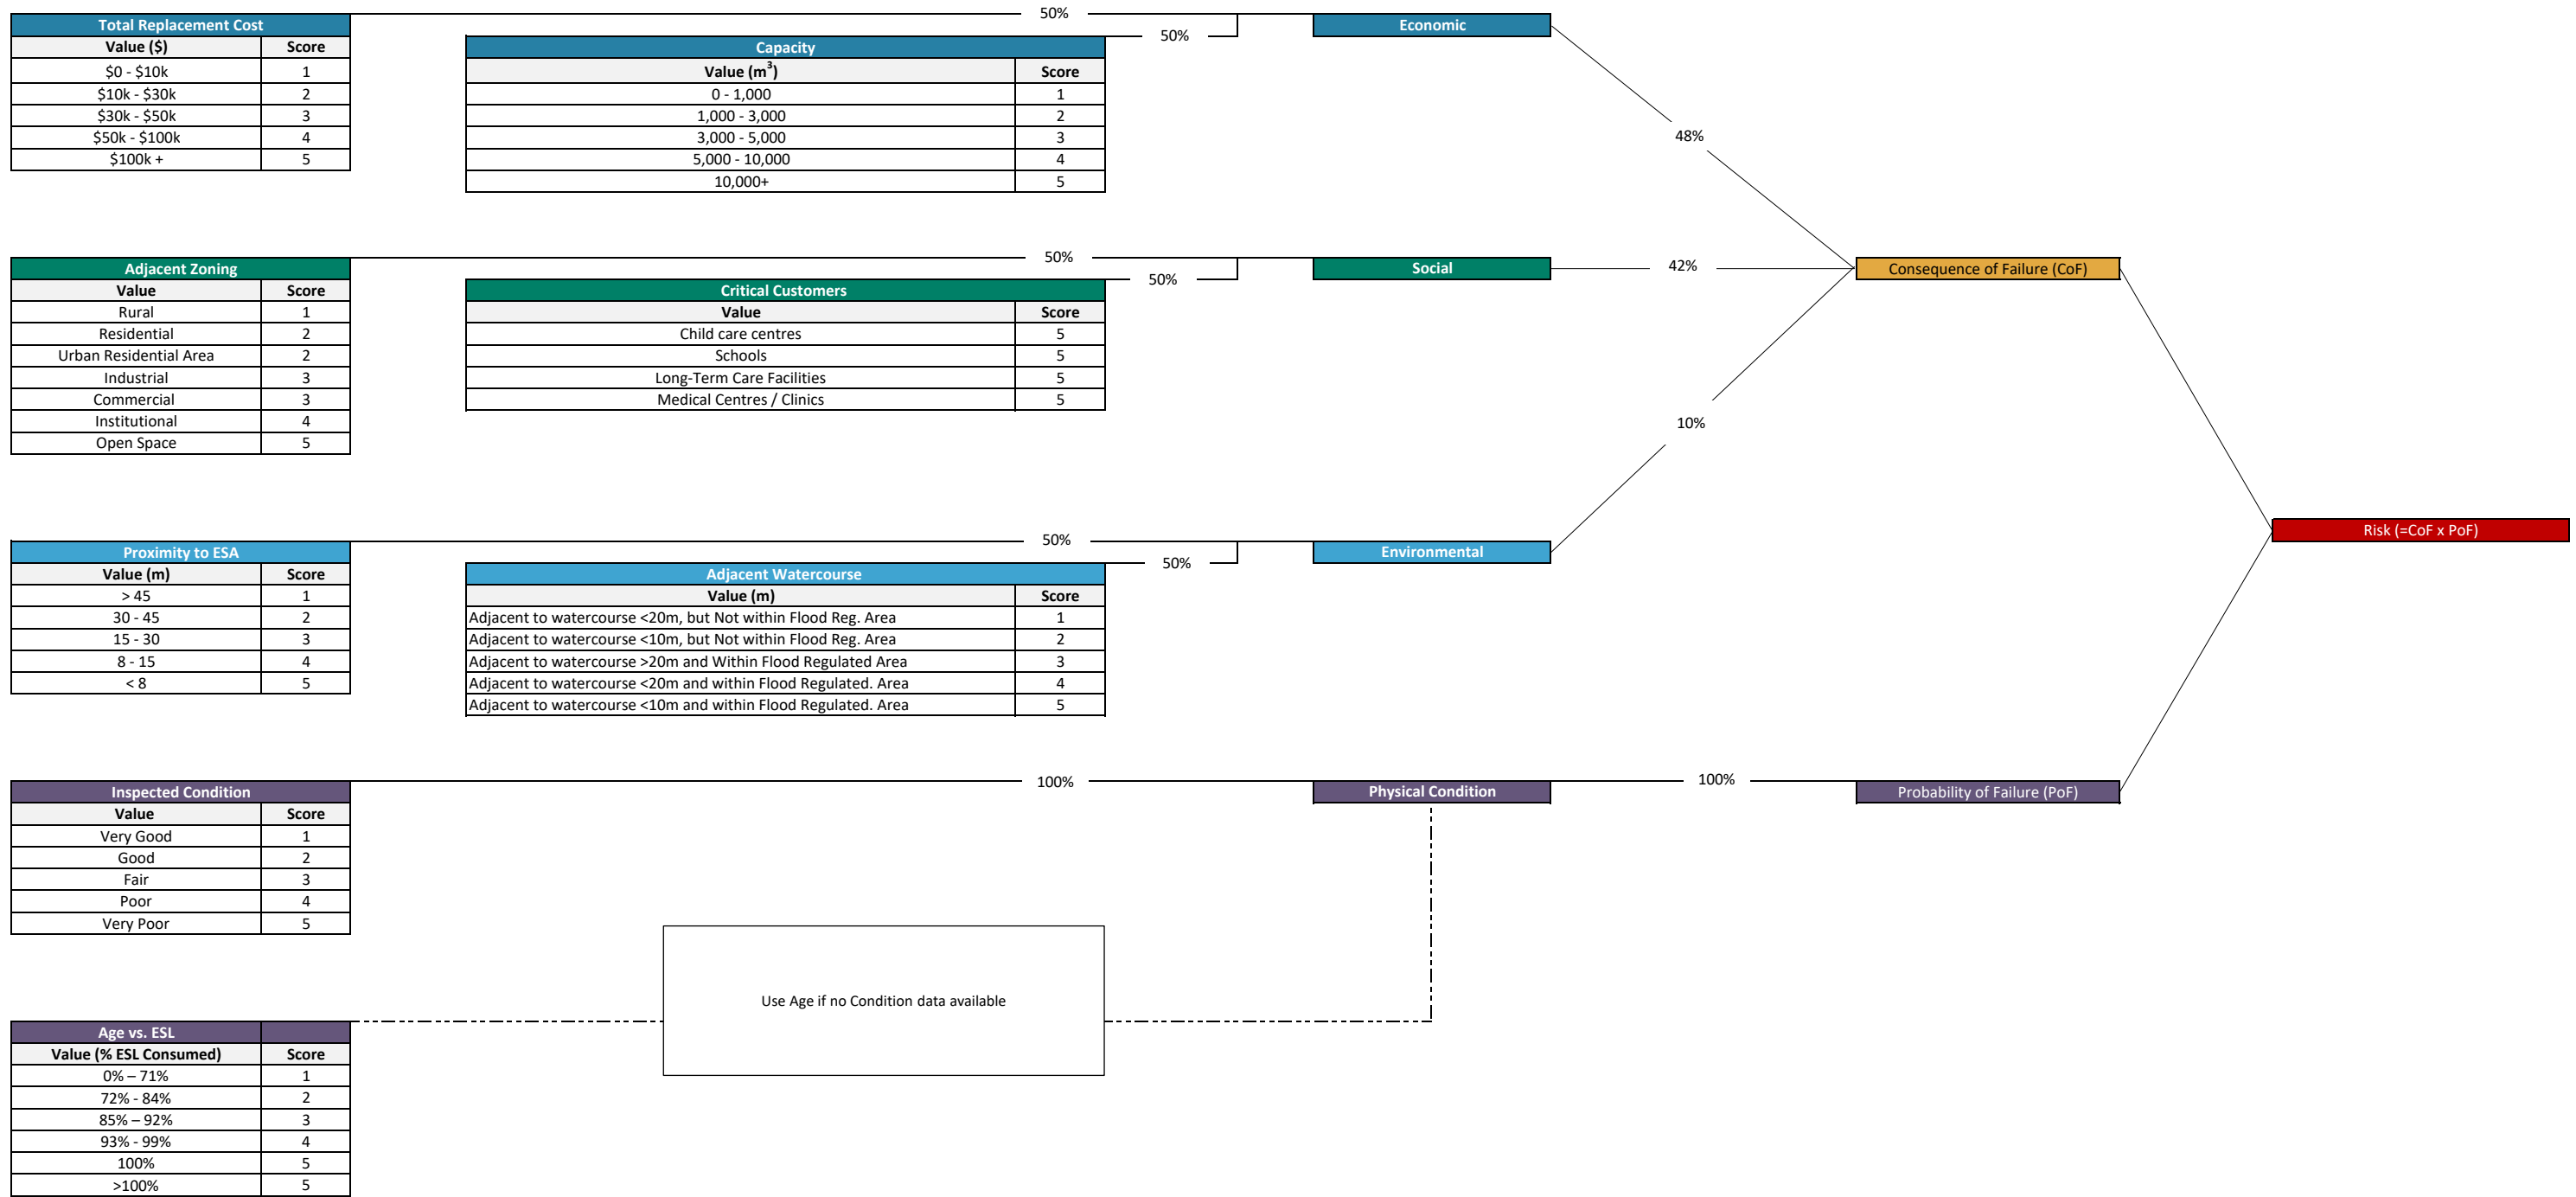 Total Replacement Cost
Value ($) Score
$0 - $10k 1
$10k - $30k 2
$30k - $50k 3
$50k - $100k 4
$100k + 5
50%
50%
Capacity
Value (m³) Score
0 - 1,000 1
1,000 - 3,000 2
3,000 - 5,000 3
5,000 - 10,000 4
10,000+ 5
Economic
48%
Adjacent Zoning
Value Score
Rural 1
Residential 2
Urban Residential Area 2
Industrial 3
Commercial 3
Institutional 4
Open Space 5
50%
50%
Critical Customers
Value Score
Child care centres 5
Schools 5
Long-Term Care Facilities 5
Medical Centres / Clinics 5
Social
42%
Consequence of Failure (CoF)
10%
Proximity to ESA
Value (m) Score
> 45 1
30 - 45 2
15 - 30 3
8 - 15 4
< 8 5
50%
50%
Adjacent Watercourse
Value (m) Score
Adjacent to watercourse <20m, but Not within Flood Reg. Area 1
Adjacent to watercourse <10m, but Not within Flood Reg. Area 2
Adjacent to watercourse >20m and Within Flood Regulated Area 3
Adjacent to watercourse <20m and within Flood Regulated. Area 4
Adjacent to watercourse <10m and within Flood Regulated. Area 5
Environmental
Risk (=CoF x PoF)
Inspected Condition
Value Score
Very Good 1
Good 2
Fair 3
Poor 4
Very Poor 5
100%
Physical Condition
100%
Probability of Failure (PoF)
Use Age if no Condition data available
Age vs. ESL
Value (% ESL Consumed) Score
0% – 71% 1
72% - 84% 2
85% – 92% 3
93% - 99% 4
100% 5
>100% 5